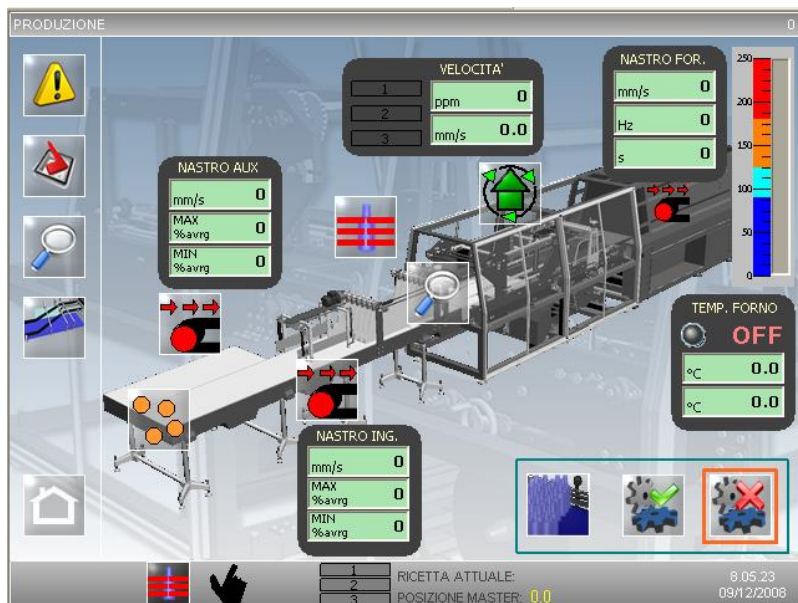 PRODUZIONE 0
VELOCITA'
1
2
3
ppm 0
mm/s 0.0
NASTRO FOR.
mm/s 0
Hz 0
s 0
250
200
150
100
50
0
NASTRO AUX
mm/s 0
MAX
%avrg 0
MIN
%avrg 0
TEMP. FORNO
OFF
°C 0.0
°C 0.0
NASTRO ING.
mm/s 0
MAX
%avrg 0
MIN
%avrg 0
1
2
3
RICETTA ATTUALE:
POSIZIONE MASTER: 0.0
8.05.23
09/12/2008